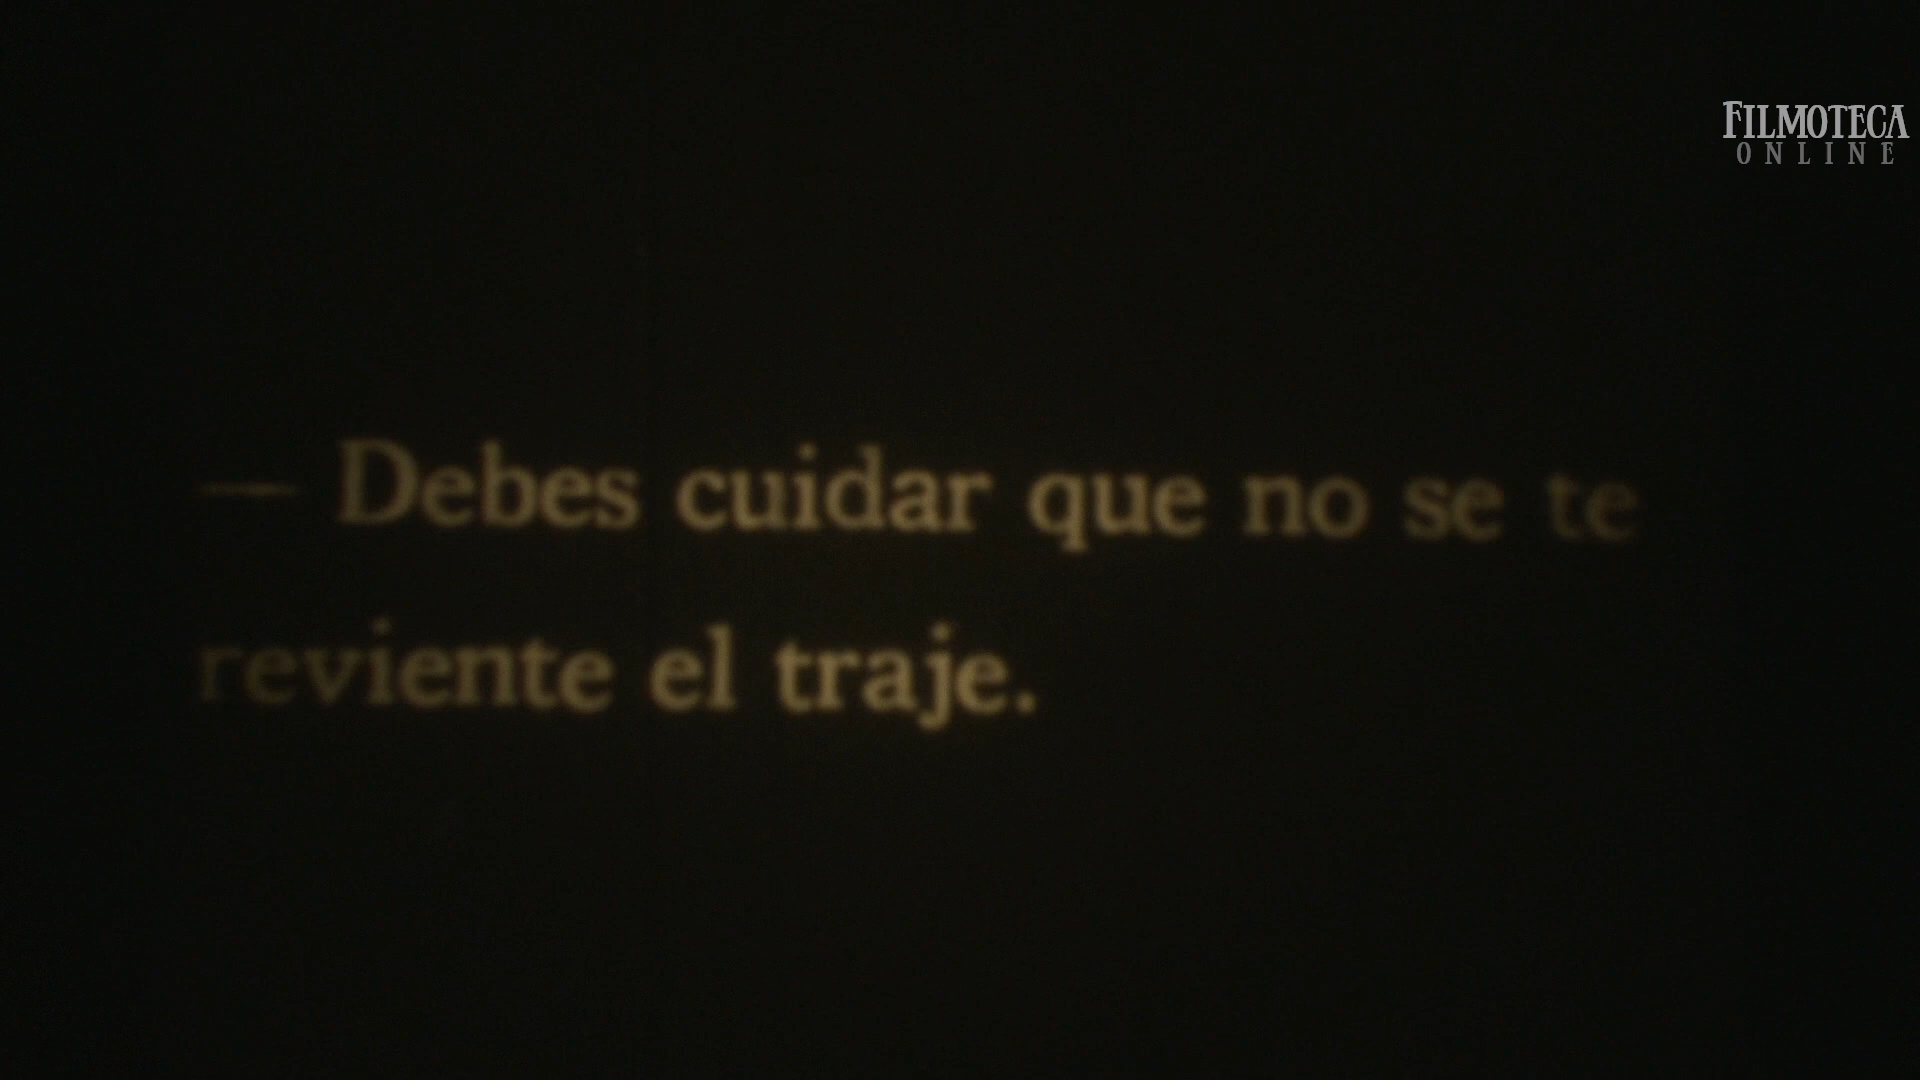 FILMOTECA
ONLINE
— Debes cuidar que no se te
reviente el traje.